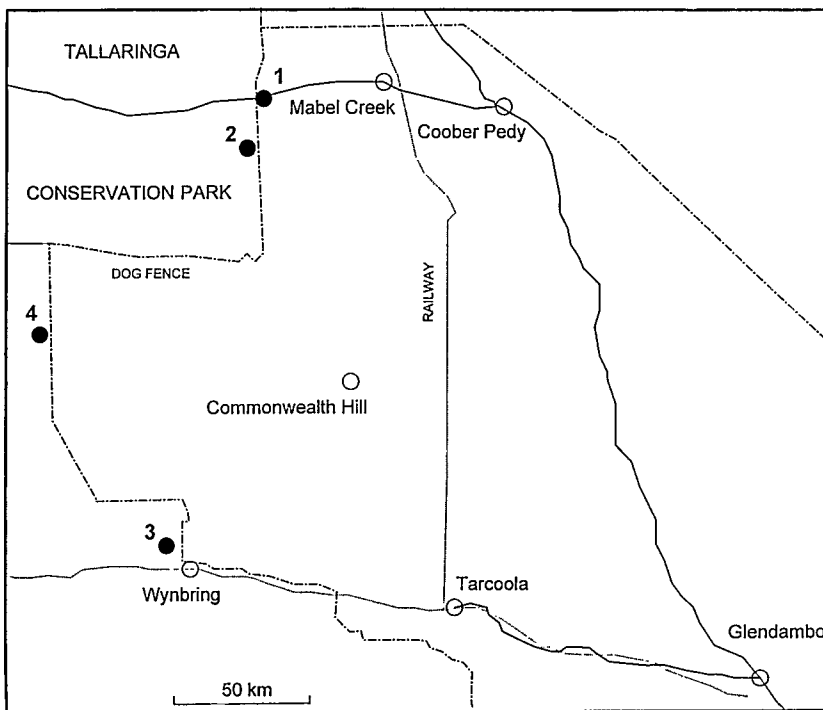 TALLARINGA
1
Mabel Creek
Coober Pedy
2
CONSERVATION PARK
DOG FENCE
RAILWAY
4
Commonwealth Hill
3
Wynbring
Tarcoola
Glendambo
50 km